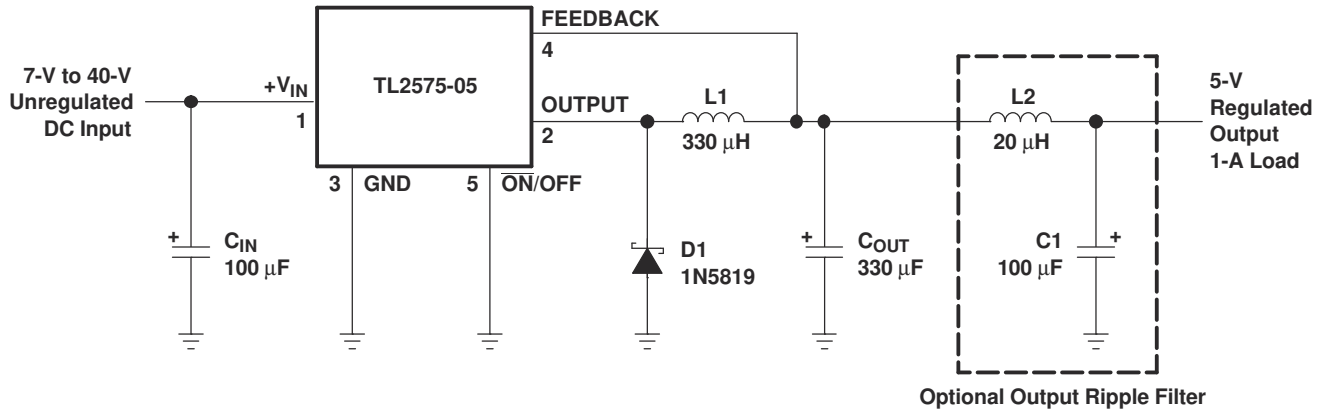 FEEDBACK
4
7-V to 40-V
Unregulated
DC Input
+VIN
1
TL2575-05
OUTPUT
2
L1
330 μH
L2
20 μH
5-V
Regulated
Output
1-A Load
3 GND
5 ON/OFF
+
CIN
100 μF
D1
1N5819
+
COUT
330 μF
C1
100 μF
+
Optional Output Ripple Filter